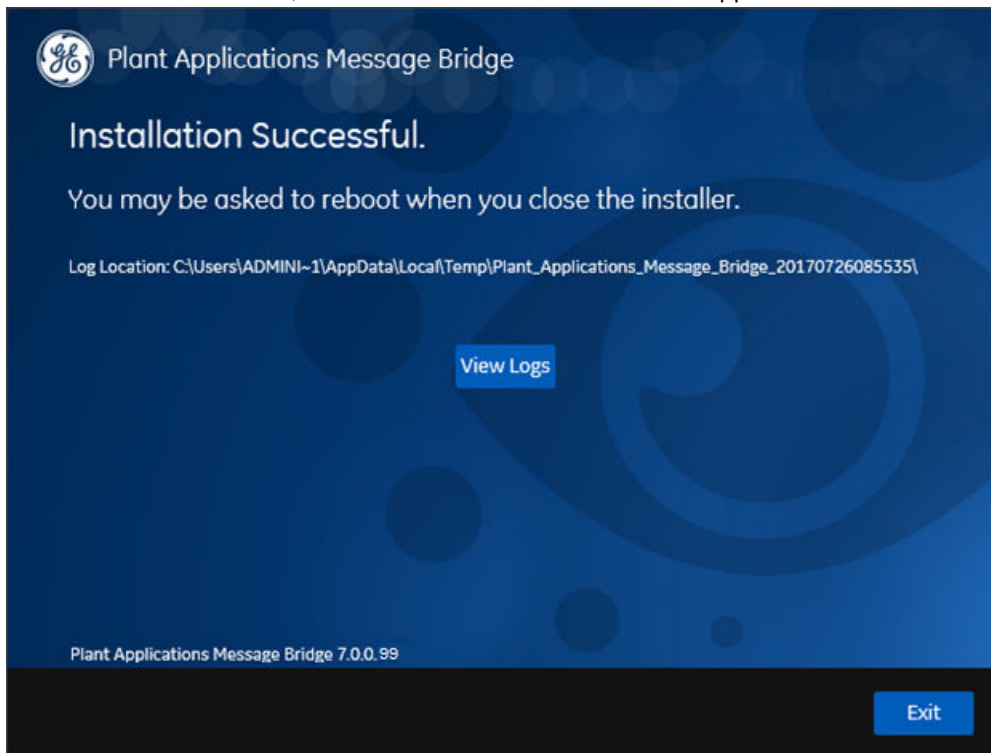 Plant Applications Message Bridge
Installation Successful.
You may be asked to reboot when you close the installer.
Log Location: C:\Users\ADMINI~1\AppData\Local\Temp\Plant_Applications_Message_Bridge_20170726085535\
View Logs
Plant Applications Message Bridge 7.0.0.99
Exit